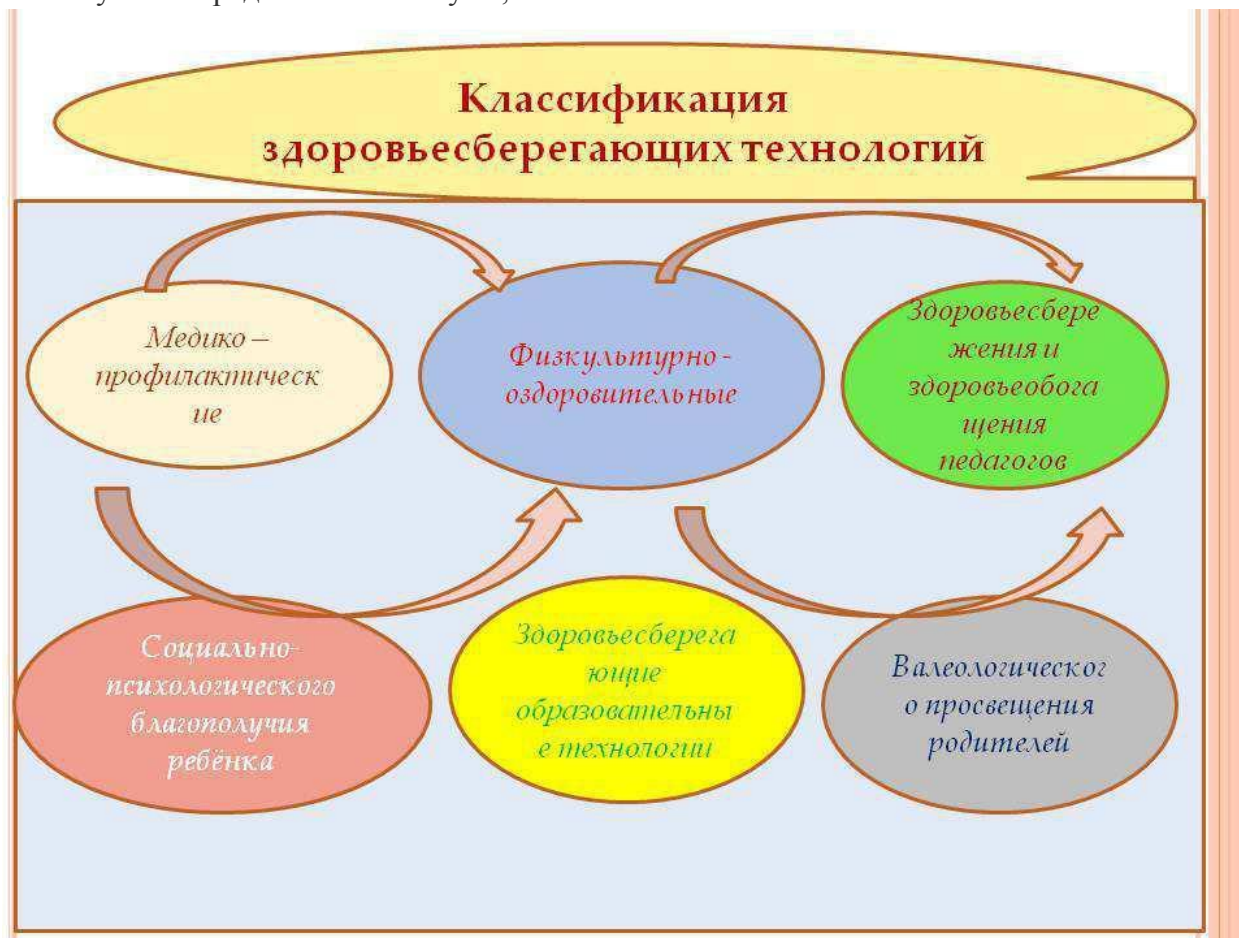 Классификация
здоровьесберегающих технологий
Медико –
профилактическ
ие
Физкультурно -
оздоровительные
Здоровьесбере
жения и
здоровьеобога
щения
педагогов
Социально-
психологического
благополучия
ребёнка
Здоровьесберега
ющие
образовательны
е технологии
Валеологическог
о просвещения
родителей